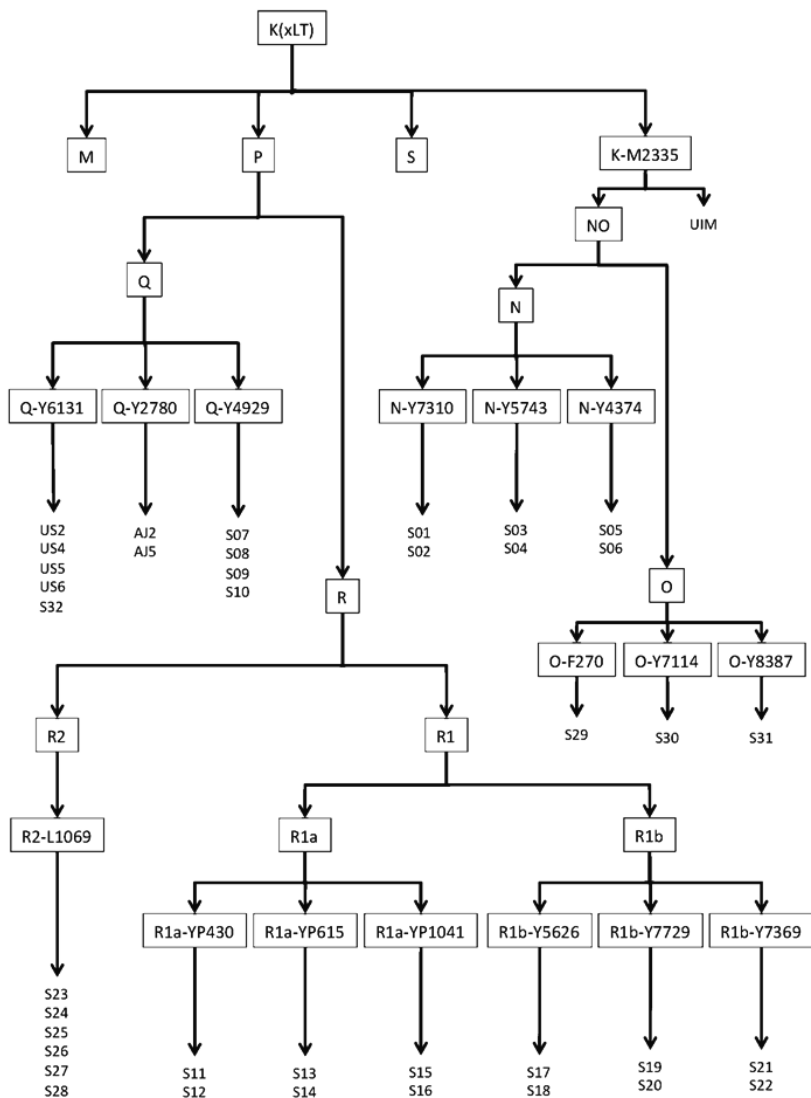 K(xLT)
M
P
S
K-M2335
NO
UIM
Q
N
Q-Y6131
Q-Y2780
Q-Y4929
N-Y7310
N-Y5743
N-Y4374
US2
US4
US5
US6
S32
AJ2
AJ5
S07
S08
S09
S10
S01
S02
S03
S04
S05
S06
R
O
O-F270
O-Y7114
O-Y8387
S29
S30
S31
R2
R1
R2-L1069
R1a
R1b
R1a-YP430
R1a-YP615
R1a-YP1041
R1b-Y5626
R1b-Y7729
R1b-Y7369
S23
S24
S25
S26
S27
S28
S11
S12
S13
S14
S15
S16
S17
S18
S19
S20
S21
S22